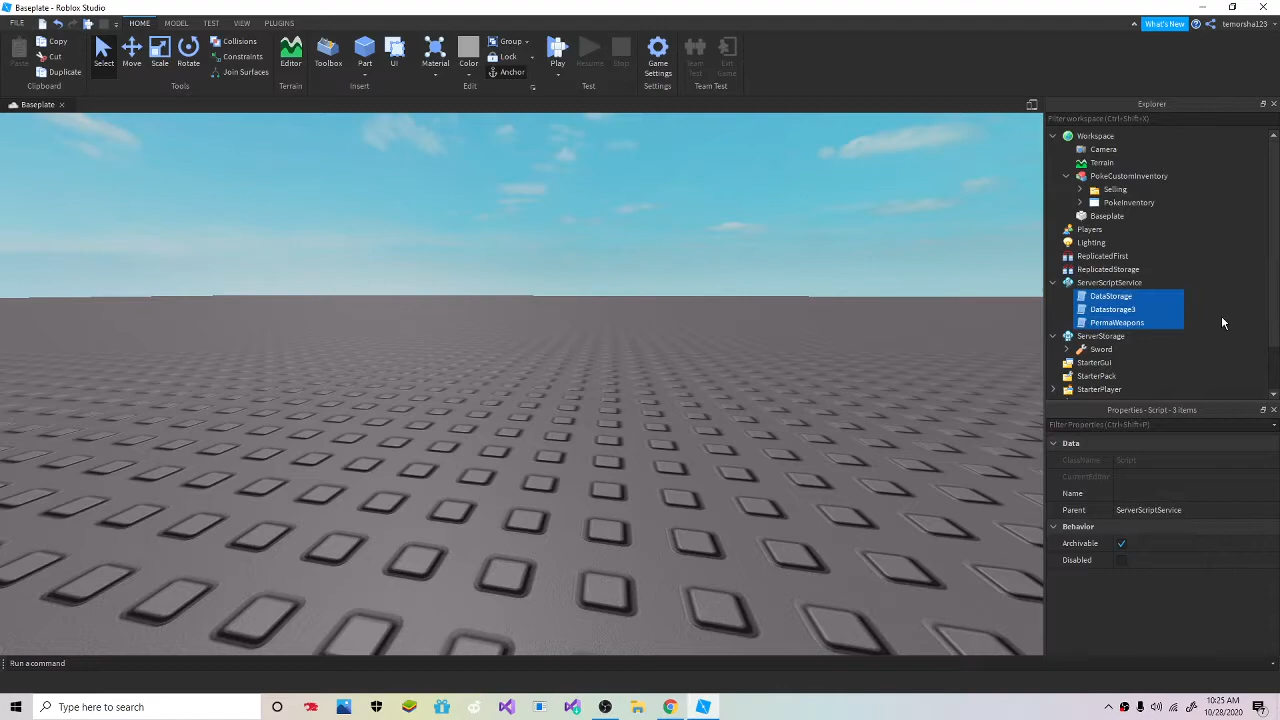 Baseplate - Roblox Studio
FILE HOME MODEL TEST VIEW PLUGINS What's New temorsha123
Paste Copy Cut Duplicate Clipboard
Select Move Scale Rotate Collisions Constraints Join Surfaces Tools
Editor Terrain
Toolbox Part UI Insert
Material Color Group Lock Anchor Edit
Play Resume Stop Test
Game Settings Settings
Team Test Exit Game Team Test
Baseplate
Explorer
Filter workspace (Ctrl+Shift+X)
Workspace
Camera
Terrain
PokeCustomInventory
Selling
PokeInventory
Baseplate
Players
Lighting
ReplicatedFirst
ReplicatedStorage
ServerScriptService
DataStorage
Datastorage3
PermaWeapons
ServerStorage
Sword
StarterGui
StarterPack
StarterPlayer
Properties - Script - 3 items
Filter Properties (Ctrl+Shift+P)
Data
ClassName Script
CurrentEditor
Name
Parent ServerScriptService
Behavior
Archivable
Disabled
Run a command
Type here to search
10:25 AM
10/28/2020